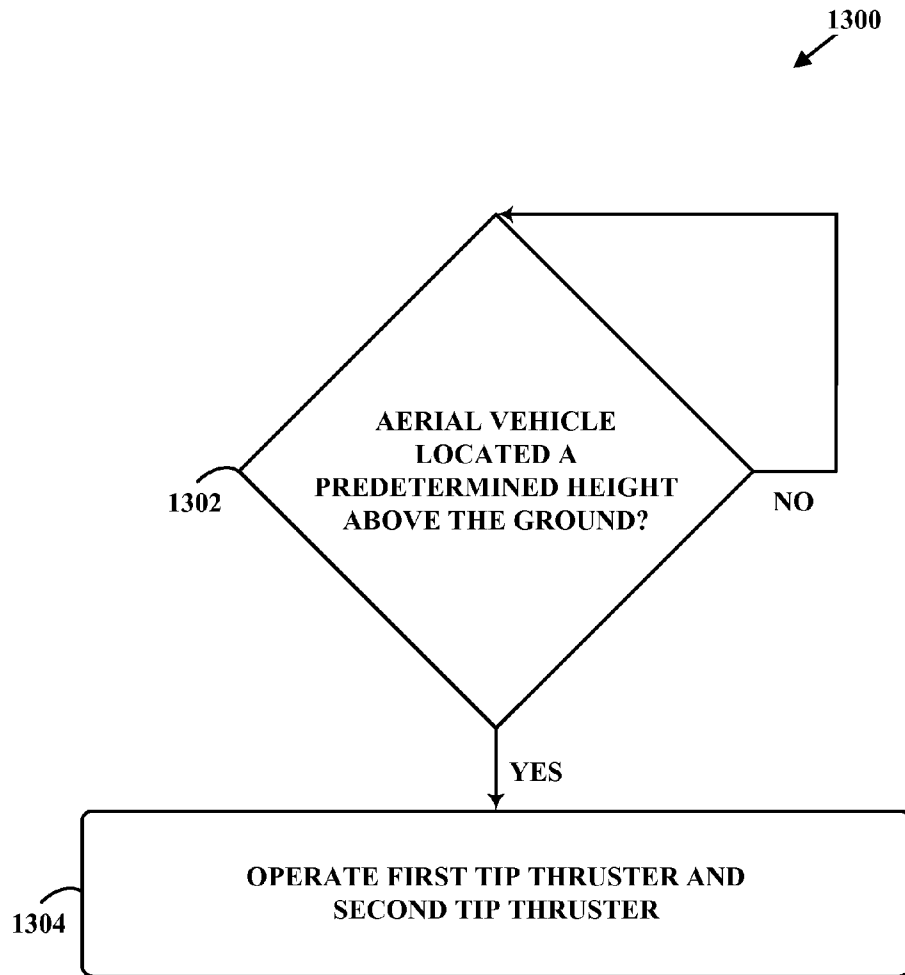 1300
AERIAL VEHICLE
LOCATED A
PREDETERMINED HEIGHT
ABOVE THE GROUND?
1302
NO
YES
OPERATE FIRST TIP THRUSTER AND
SECOND TIP THRUSTER
1304